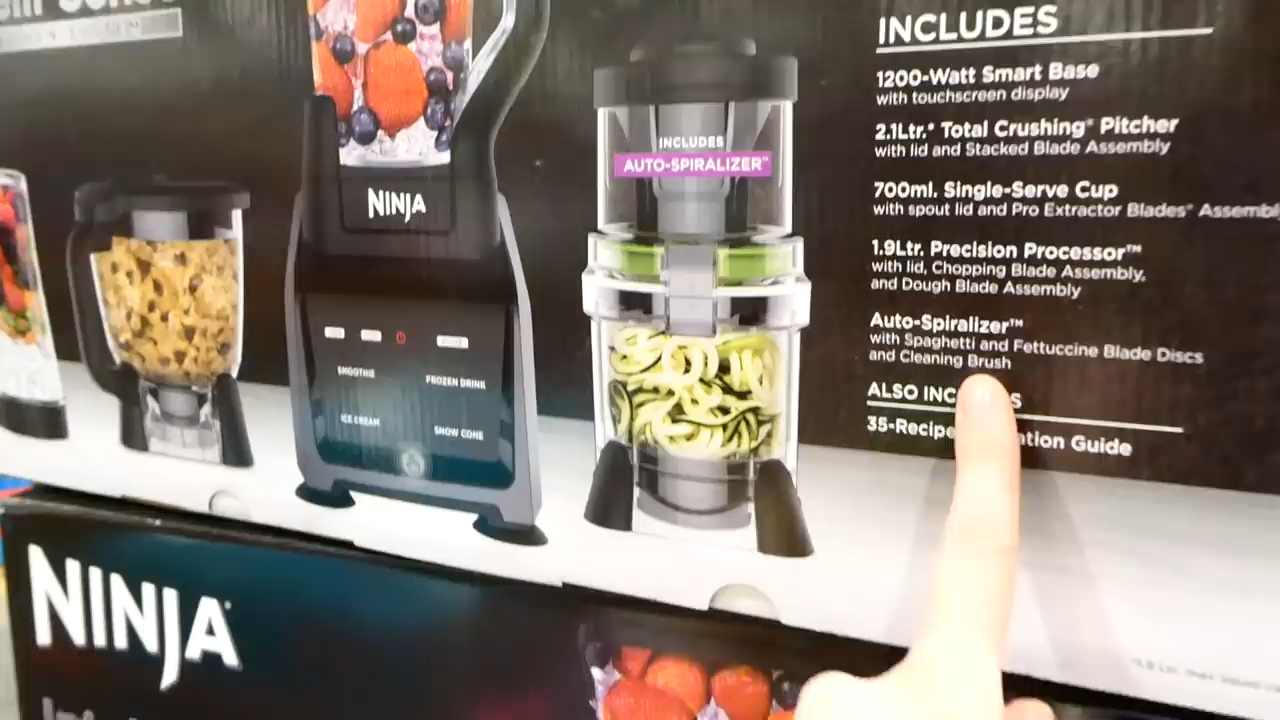 INCLUDES
1200-Watt Smart Base
with touchscreen display
2.1Ltr.* Total Crushing® Pitcher
with lid and Stacked Blade Assembly
700ml. Single-Serve Cup
with spout lid and Pro Extractor Blades® Assembl
1.9Ltr. Precision Processor™
with lid, Chopping Blade Assembly,
and Dough Blade Assembly
Auto-Spiralizer™
with Spaghetti and Fettuccine Blade Discs
and Cleaning Brush
ALSO INC S
35-Recipe ation Guide
INCLUDES
AUTO-SPIRALIZER™
NINJA
SMOOTHIE
FROZEN DRINK
ICE CREAM
SNOW CONE
NINJA